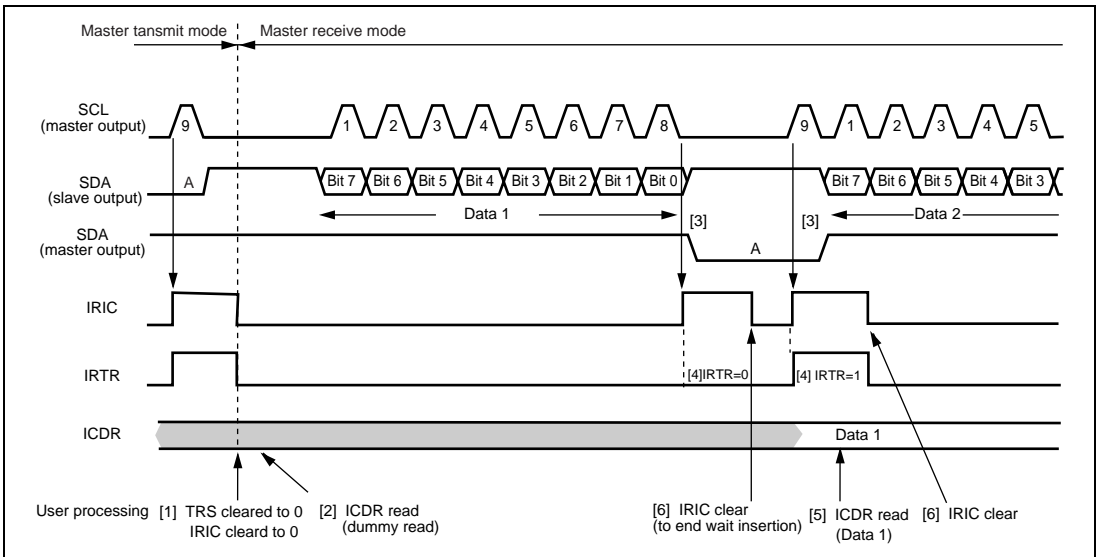 Master tansmit mode
Master receive mode
SCL
(master output)
9 1 2 3 4 5 6 7 8 9 1 2 3 4 5
SDA
(slave output)
A Bit 7 Bit 6 Bit 5 Bit 4 Bit 3 Bit 2 Bit 1 Bit 0 Bit 7 Bit 6 Bit 5 Bit 4 Bit 3
Data 1
[3]
[3]
Data 2
SDA
(master output)
A
IRIC
IRTR
[4]IRTR=0
[4] IRTR=1
ICDR
Data 1
User processing
[1] TRS cleared to 0
IRIC cleard to 0
[2] ICDR read
(dummy read)
[6] IRIC clear
(to end wait insertion)
[5] ICDR read
(Data 1)
[6] IRIC clear